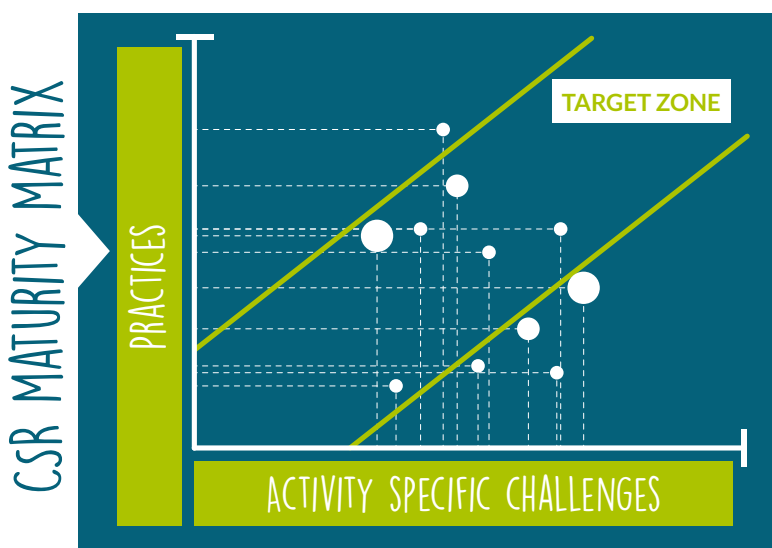 CSR MATURITY MATRIX
PRACTICES
TARGET ZONE
ACTIVITY SPECIFIC CHALLENGES